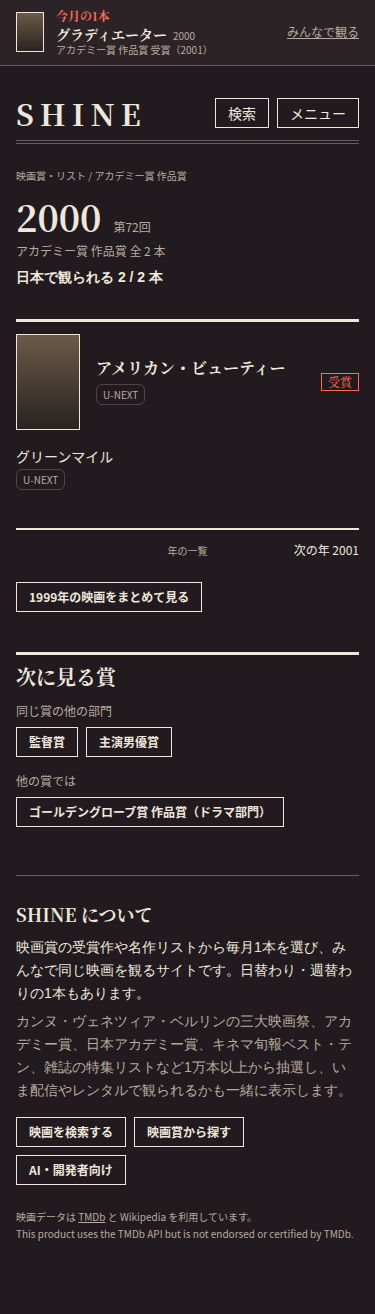 今月の1本
グラディエーター 2000
アカデミー賞 作品賞 受賞（2001）
みんなで観る
SHINE
検索
メニュー
映画賞・リスト / アカデミー賞 作品賞
2000 第72回
アカデミー賞 作品賞 全 2 本
日本で観られる 2 / 2 本
アメリカン・ビューティー
U-NEXT
受賞
グリーンマイル
U-NEXT
年の一覧
次の年 2001
1999年の映画をまとめて見る
次に見る賞
同じ賞の他の部門
監督賞
主演男優賞
他の賞では
ゴールデングローブ賞 作品賞（ドラマ部門）
SHINE について
映画賞の受賞作や名作リストから毎月1本を選び、み
んなで同じ映画を観るサイトです。日替わり・週替わ
りの1本もあります。
カンヌ・ヴェネツィア・ベルリンの三大映画祭、アカ
デミー賞、日本アカデミー賞、キネマ旬報ベスト・テ
ン、雑誌の特集リストなど1万本以上から抽選し、い
ま配信やレンタルで観られるかも一緒に表示します。
映画を検索する
映画賞から探す
AI・開発者向け
映画データは TMDb と Wikipedia を利用しています。
This product uses the TMDb API but is not endorsed or certified by TMDb.